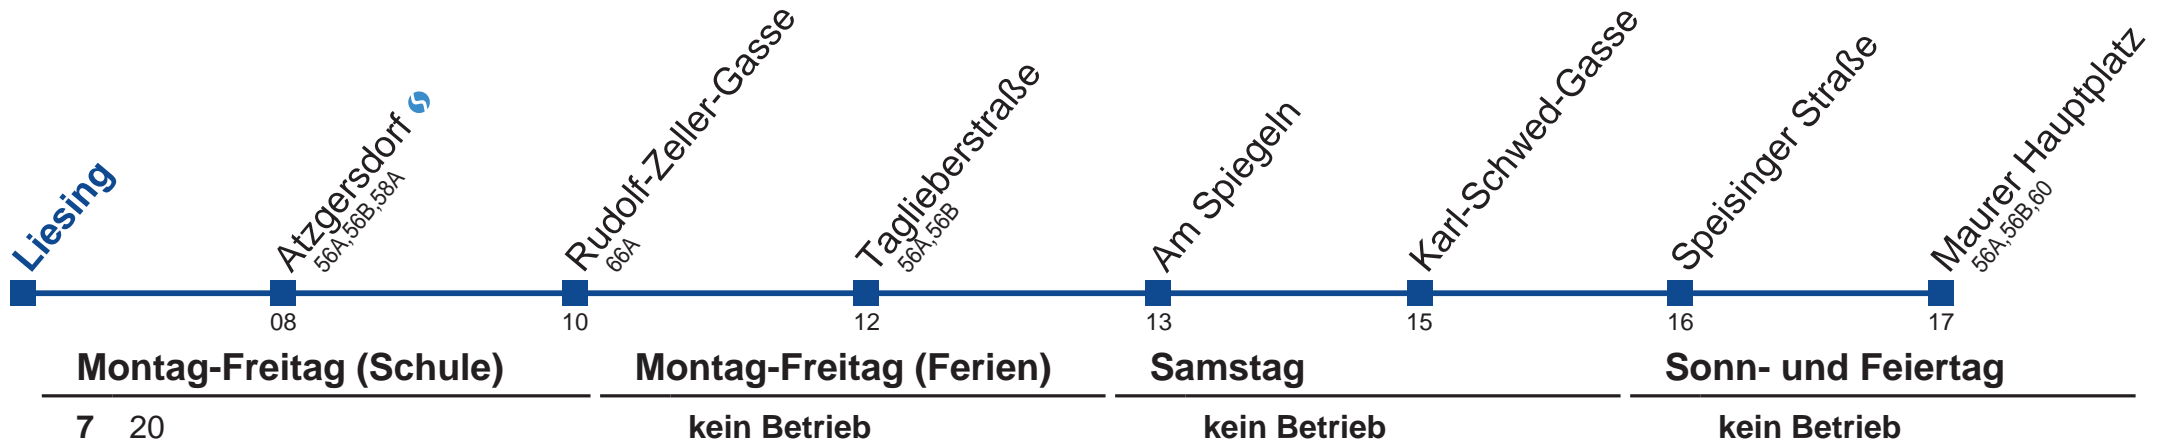 Liesing
Atzgersdorf
56A,56B,58A
Rudolf-Zeller-Gasse
66A
Taglieberstraße
56A,56B
Am Spiegeln
Karl-Schwed-Gasse
Speisinger Straße
Maurer Hauptplatz
56A,56B,60
08 10 12 13 15 16 17
Montag-Freitag (Schule) Montag-Freitag (Ferien) Samstag Sonn- und Feiertag
7 20 kein Betrieb kein Betrieb kein Betrieb